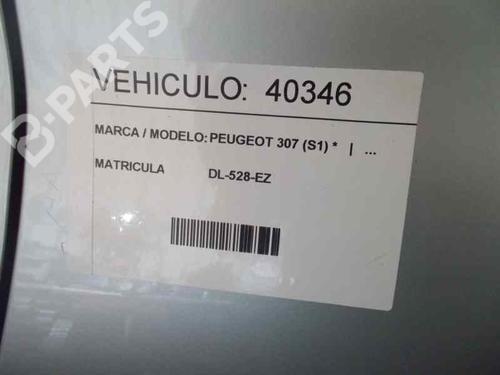 VEHICULO: 40346
MARCA / MODELO: PEUGEOT 307 (S1) * | ...
MATRICULA DL-528-EZ
B-PARTS